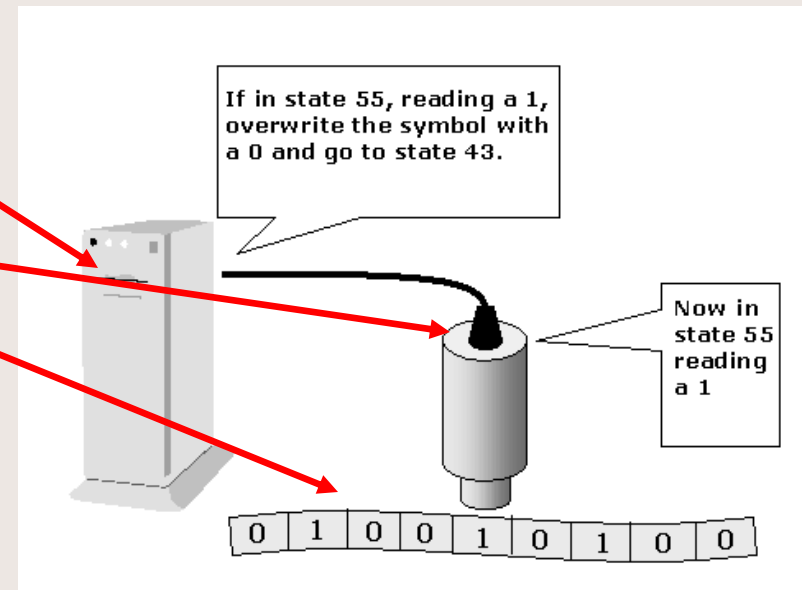 If in state 55, reading a 1,
overwrite the symbol with
a 0 and go to state 43.
Now in
state 55
reading
a 1
0 1 0 0 1 0 1 0 0